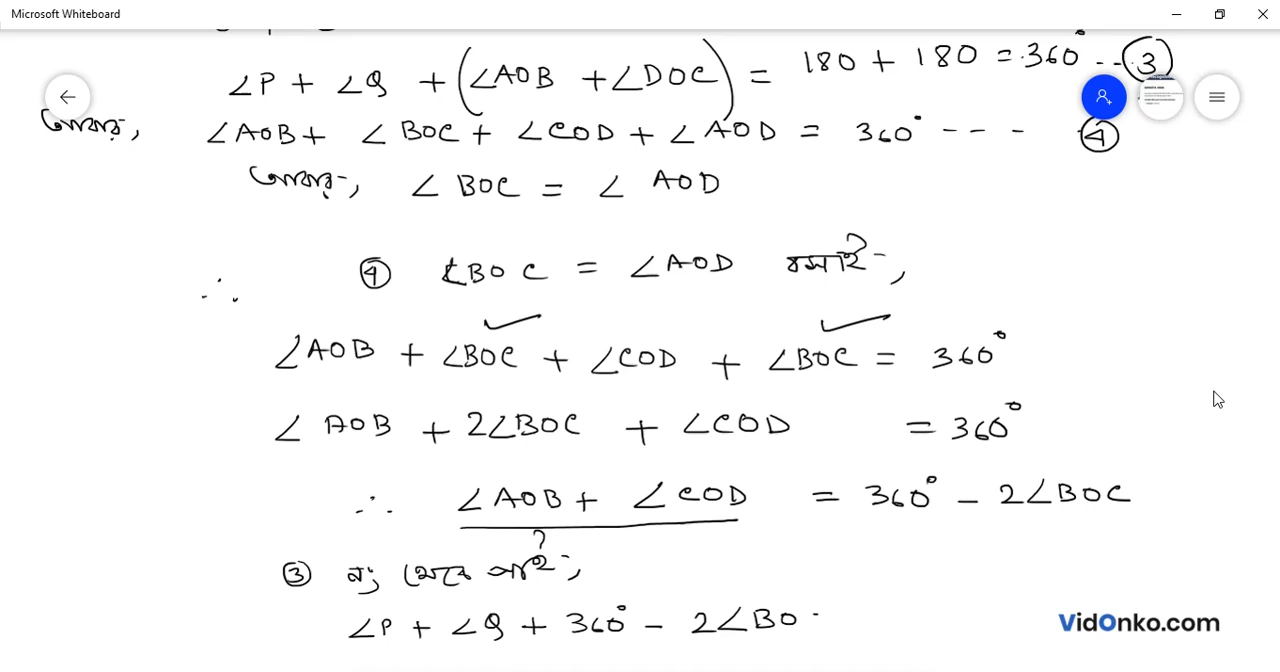 Microsoft Whiteboard
∠P + ∠Q + (∠AOB + ∠DOC) = 180 + 180 = 360° -- ③
আবার, ∠AOB + ∠BOC + ∠COD + ∠AOD = 360° --- ④
আবার, ∠BOC = ∠AOD
∴ ④ ∠BOC = ∠AOD বসাই,
∠AOB + ∠BOC + ∠COD + ∠BOC = 360°
∠AOB + 2∠BOC + ∠COD = 360°
∴ ∠AOB + ∠COD = 360° - 2∠BOC
③ নং থেকে পাই,
∠P + ∠Q + 360° - 2∠BO
VidOnko.com